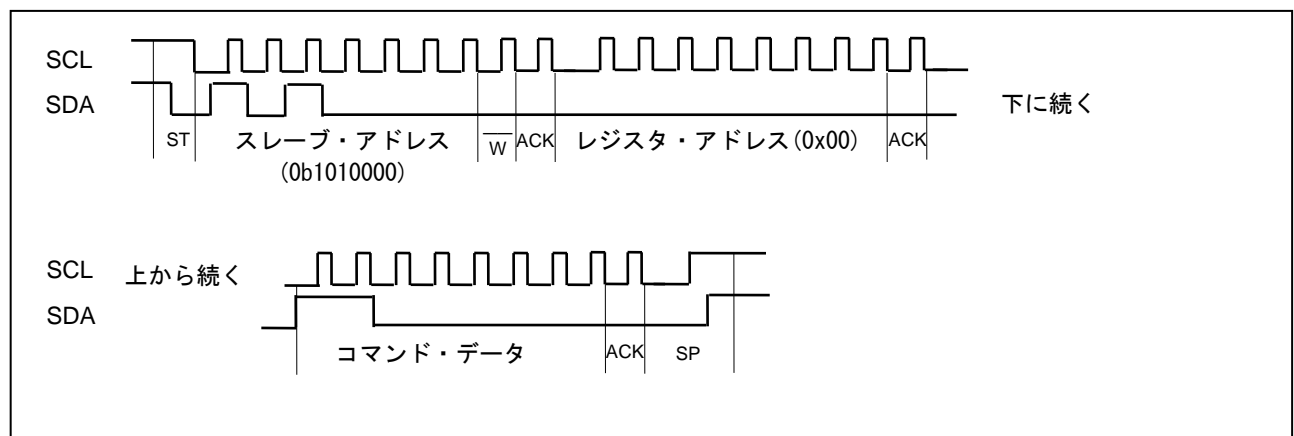 SCL
SDA
下に続く
ST スレーブ・アドレス W ACK レジスタ・アドレス(0x00) ACK
(0b1010000)
SCL 上から続く
SDA
コマンド・データ ACK SP